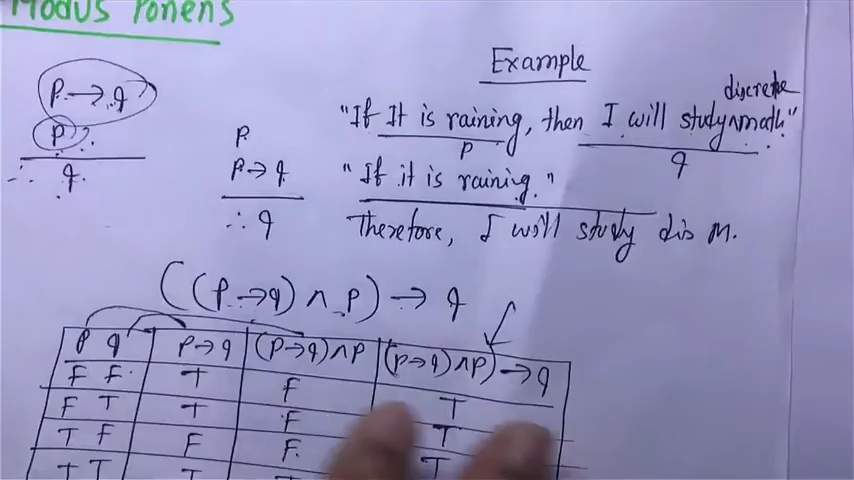 Modus Ponens
P → q
P
∴ q
P
P → q
∴ q
Example
discrete
"If It is raining, then I will study ^ math"
P
q
"If it is raining."
Therefore, I will study dis M.
((P → q) ∧ P) → q
P q P → q (P → q) ∧ P (P → q) ∧ P) → q
F F T F T
F T T F T
T F F F T
T T T